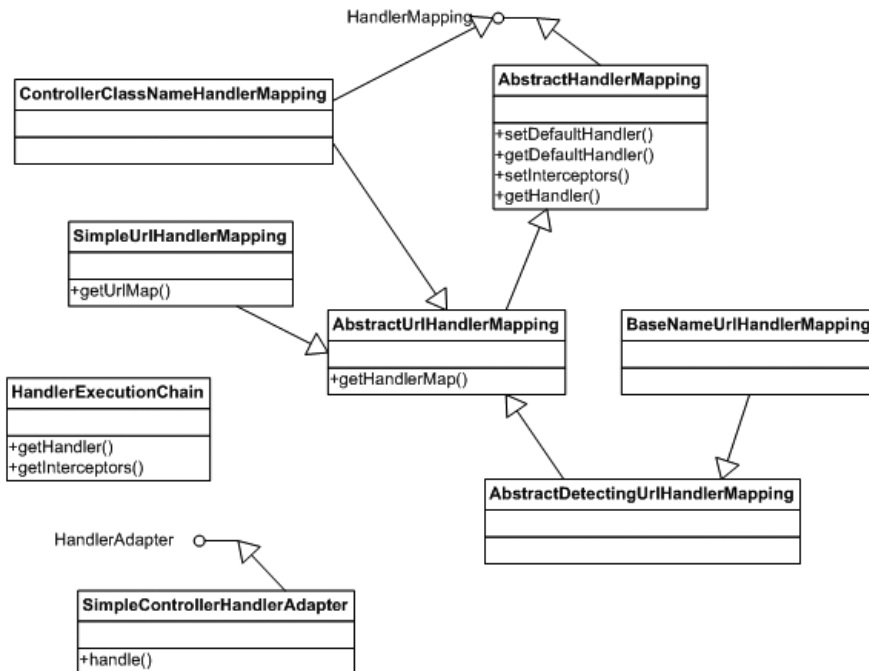 HandlerMapping
ControllerClassNameHandlerMapping
AbstractHandlerMapping
+setDefaultHandler()
+getDefaultHandler()
+setInterceptors()
+getHandler()
SimpleUrlHandlerMapping
+getUrlMap()
AbstractUrlHandlerMapping
+getHandlerMap()
BaseNameUrlHandlerMapping
HandlerExecutionChain
+getHandler()
+getInterceptors()
AbstractDetectingUrlHandlerMapping
HandlerAdapter
SimpleControllerHandlerAdapter
+handle()